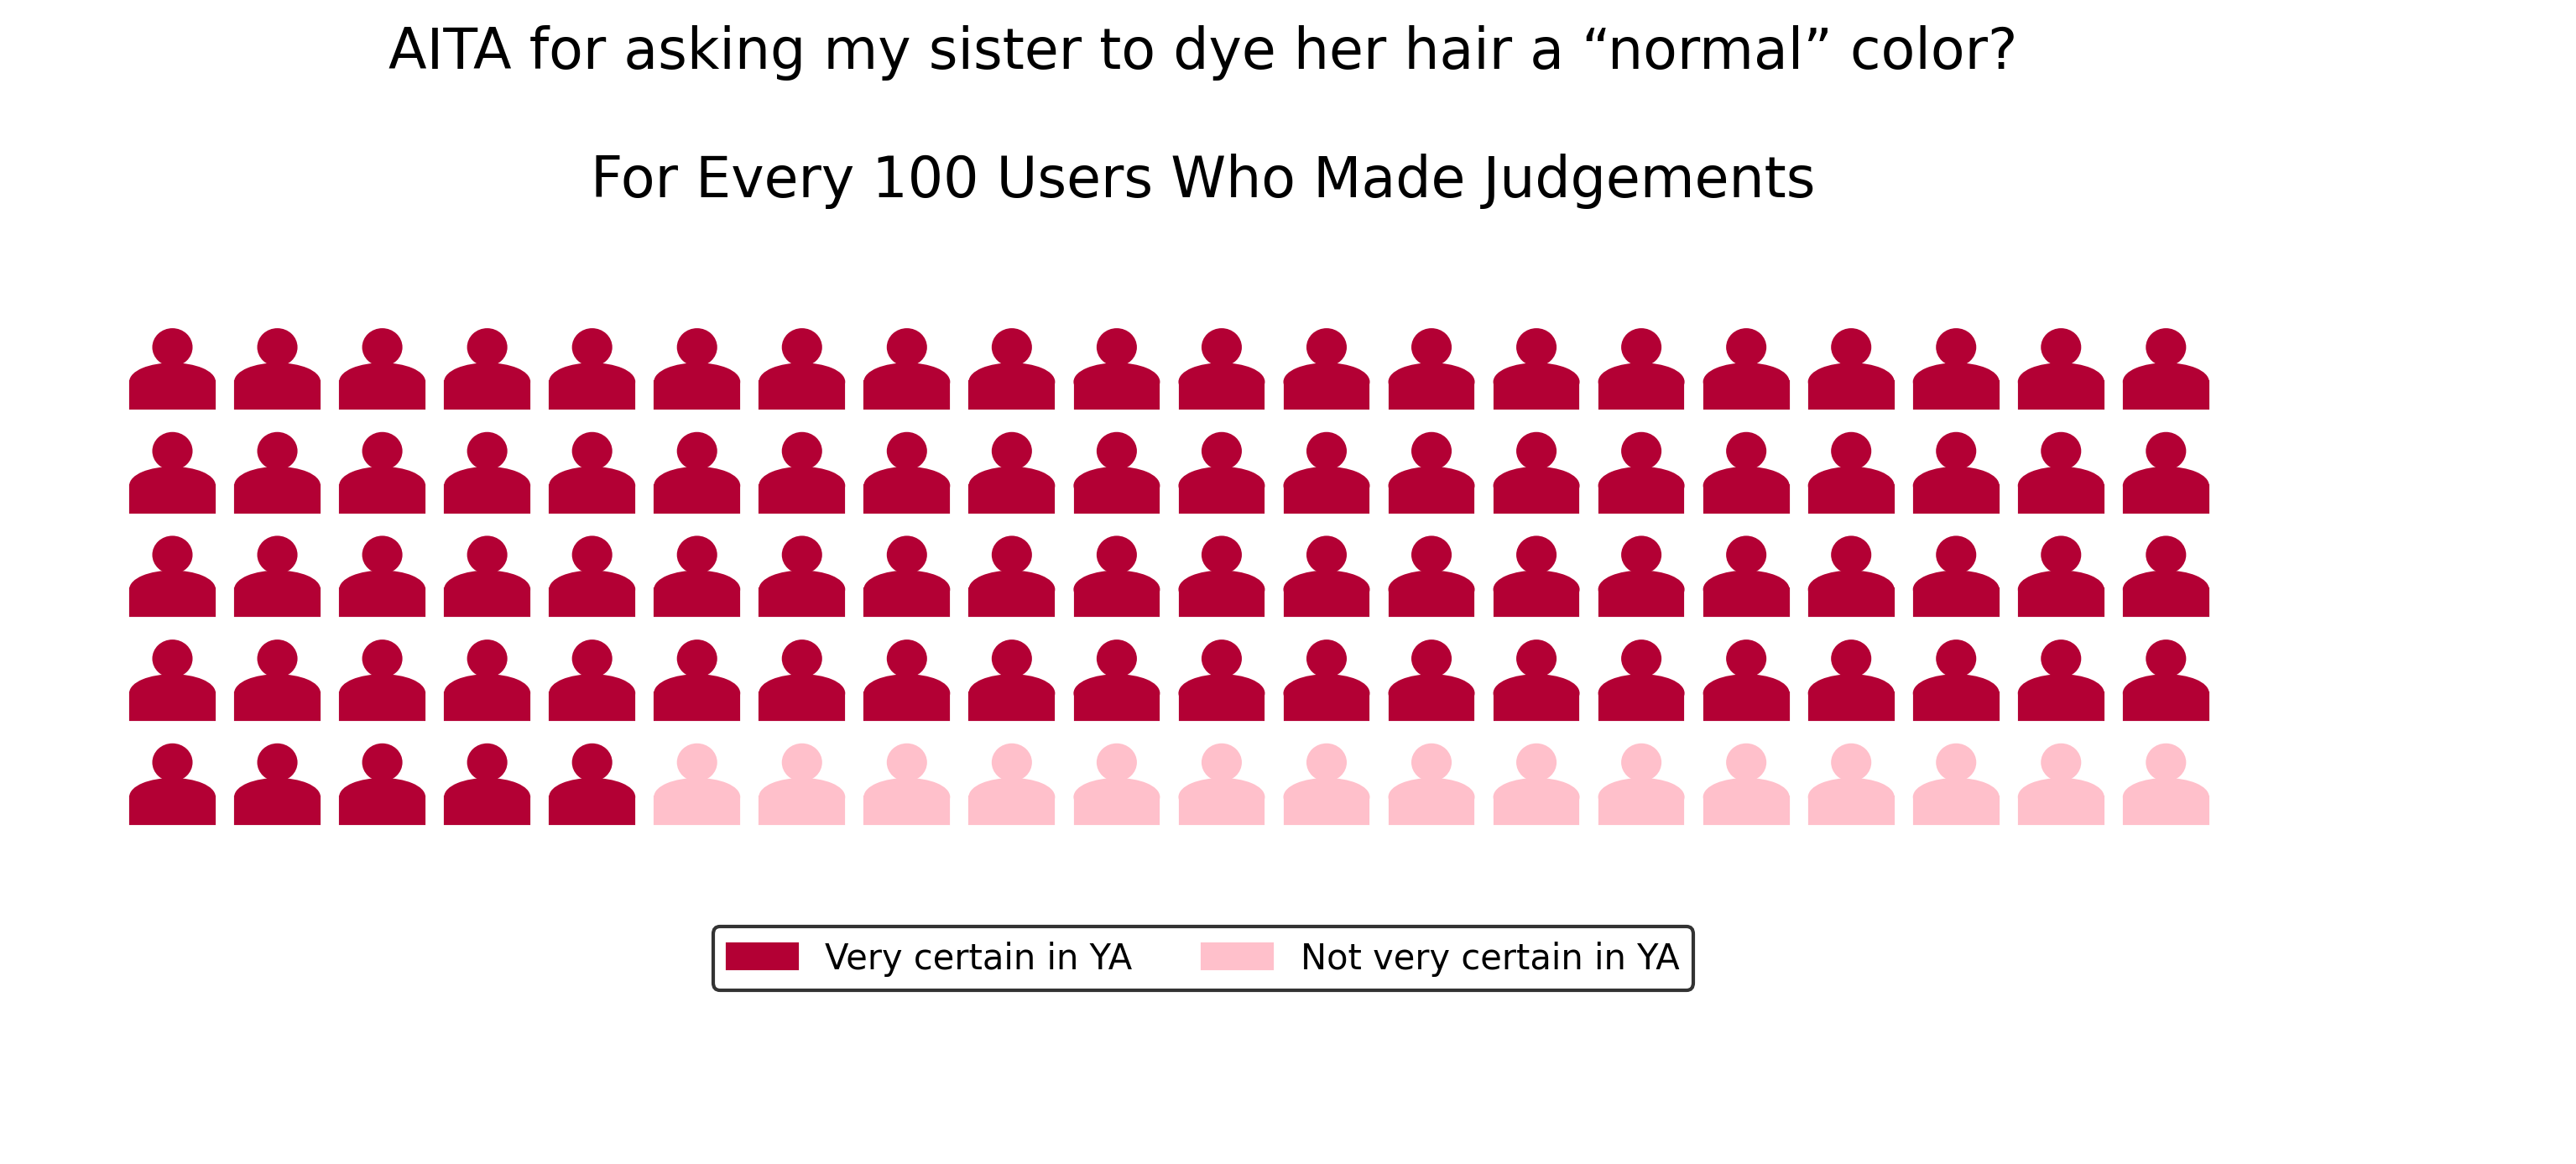 AITA for asking my sister to dye her hair a “normal” color?
For Every 100 Users Who Made Judgements
Very certain in YA
Not very certain in YA